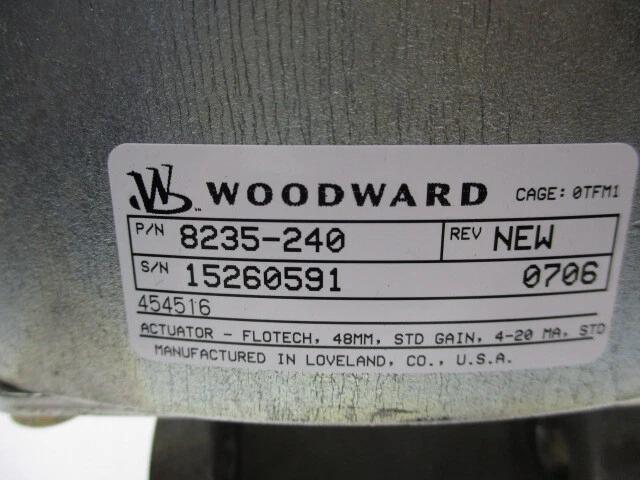 WOODWARD CAGE: 0TFM1
P/N 8235-240 REV NEW
S/N 15260591 0706
454516
ACTUATOR - FLOTECH, 48MM, STD GAIN, 4-20 MA, STD
MANUFACTURED IN LOVELAND, CO., U.S.A.